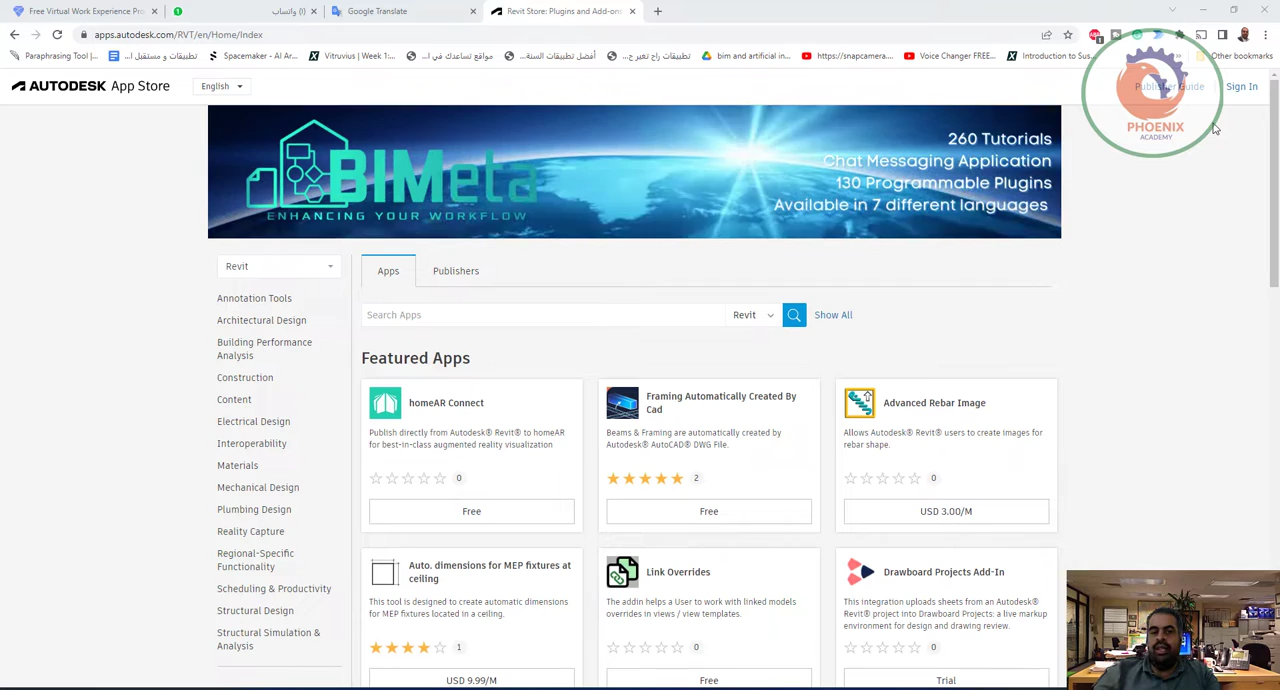 Free Virtual Work Experience Pro
(١) واتساب
Google Translate
Revit Store: Plugins and Add-ons
apps.autodesk.com/RVT/en/Home/Index
Paraphrasing Tool |...
تطبيقات و مستقبل ا...
Spacemaker - AI Ar...
Vitruvius | Week: 1:...
مواقع تساعدك في ا...
أفضل تطبيقات السنة...
تطبيقات راح تغير ح...
bim and artificial in...
https://snapcamera....
Voice Changer FREE...
Introduction to Sus...
»
Other bookmarks
AUTODESK App Store
English
Publisher Guide
Sign In
PHOENIX
ACADEMY
BIMeta
ENHANCING YOUR WORKFLOW
260 Tutorials
Chat Messaging Application
130 Programmable Plugins
Available in 7 different languages
Revit
Annotation Tools
Architectural Design
Building Performance
Analysis
Construction
Content
Electrical Design
Interoperability
Materials
Mechanical Design
Plumbing Design
Reality Capture
Regional-Specific
Functionality
Scheduling & Productivity
Structural Design
Structural Simulation &
Analysis
Apps
Publishers
Search Apps
Revit
Show All
Featured Apps
homeAR Connect
Publish directly from Autodesk® Revit® to homeAR
for best-in-class augmented reality visualization
0
Free
Framing Automatically Created By
Cad
Beams & Framing are automatically created by
Autodesk® AutoCAD® DWG File.
2
Free
Advanced Rebar Image
Allows Autodesk® Revit® users to create images for
rebar shape.
0
USD 3.00/M
Auto. dimensions for MEP fixtures at
ceiling
This tool is designed to create automatic dimensions
for MEP fixtures located in a ceiling.
1
USD 9.99/M
Link Overrides
The addin helps a User to work with linked models
overrides in views / view templates.
0
Free
Drawboard Projects Add-In
This integration uploads sheets from an Autodesk®
Revit® project into Drawboard Projects: a live markup
environment for design and drawing review.
0
Trial